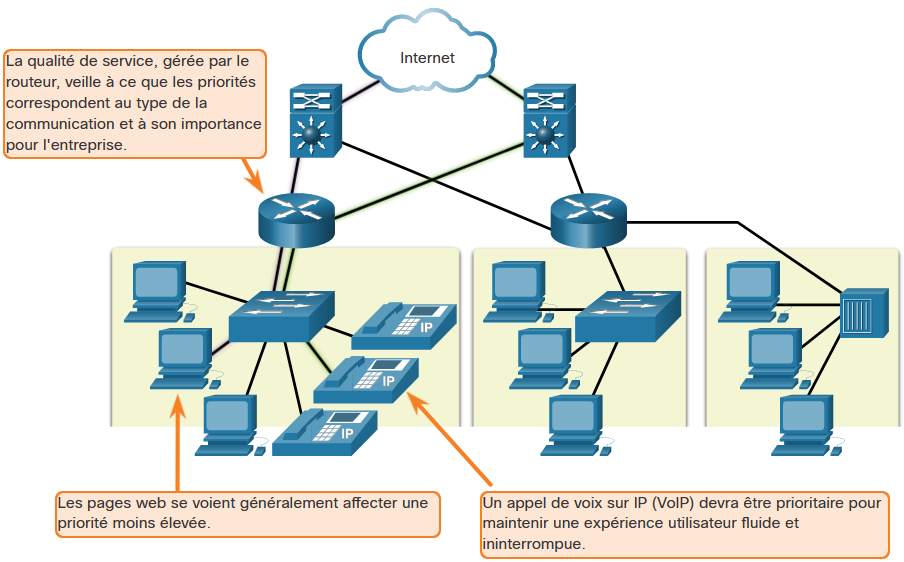 Internet
La qualité de service, gérée par le
routeur, veille à ce que les priorités
correspondent au type de la
communication et à son importance
pour l'entreprise.
IP
IP
IP
Les pages web se voient généralement affecter une
priorité moins élevée.
Un appel de voix sur IP (VoIP) devra être prioritaire pour
maintenir une expérience utilisateur fluide et
ininterrompue.